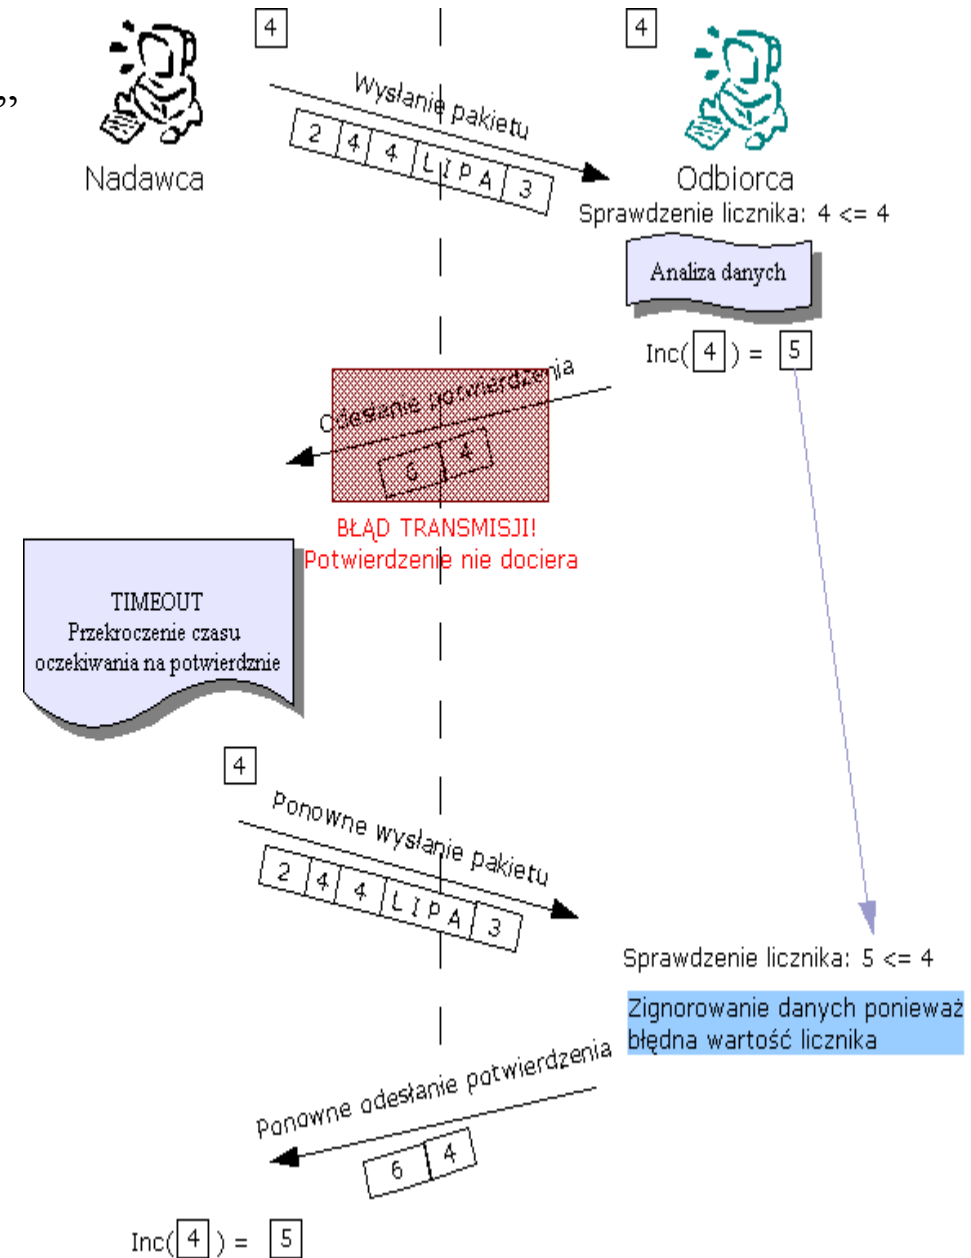 4
4
”
Wysłanie pakietu
2 4 4 LIPA 3
Nadawca
Odbiorca
Sprawdzenie licznika: 4 <= 4
Analiza danych
Inc( 4 ) = 5
Odesłanie potwierdzenia
6 4
BŁĄD TRANSMISJI!
Potwierdzenie nie dociera
TIMEOUT
Przekroczenie czasu
oczekiwania na potwierdznie
4
Ponowne wysłanie pakietu
2 4 4 LIPA 3
Sprawdzenie licznika: 5 <= 4
Zignorowanie danych ponieważ
błędna wartość licznika
Ponowne odesłanie potwierdzenia
6 4
Inc( 4 ) = 5